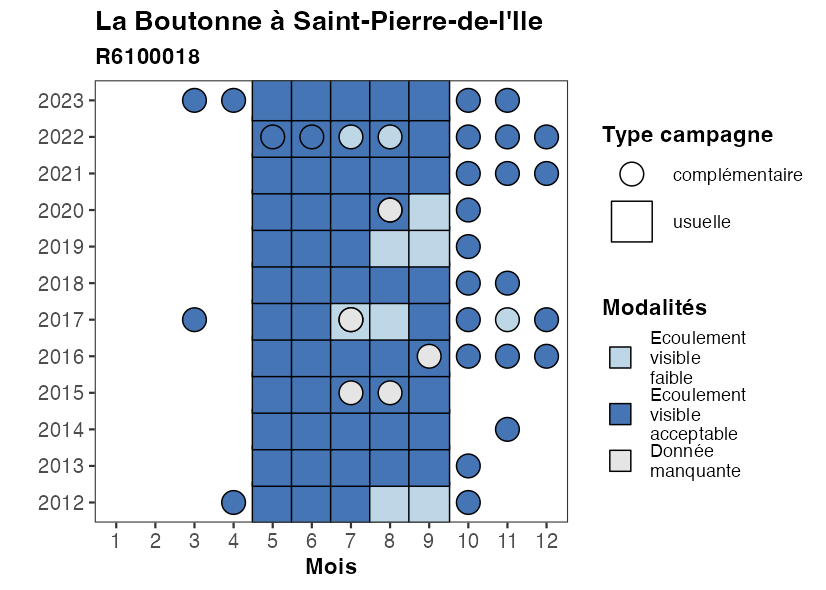 La Boutonne à Saint-Pierre-de-l'Ile
R6100018
2023
2022
2021
2020
2019
2018
2017
2016
2015
2014
2013
2012
1 2 3 4 5 6 7 8 9 10 11 12
Mois
Type campagne
complémentaire
usuelle
Modalités
Ecoulement
visible
faible
Ecoulement
visible
acceptable
Donnée
manquante